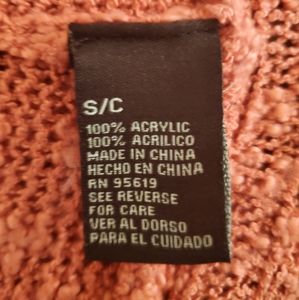 S/C
100% ACRYLIC
100% ACRILICO
MADE IN CHINA
HECHO EN CHINA
RN 95619
SEE REVERSE
FOR CARE
VER AL DORSO
PARA EL CUIDADO